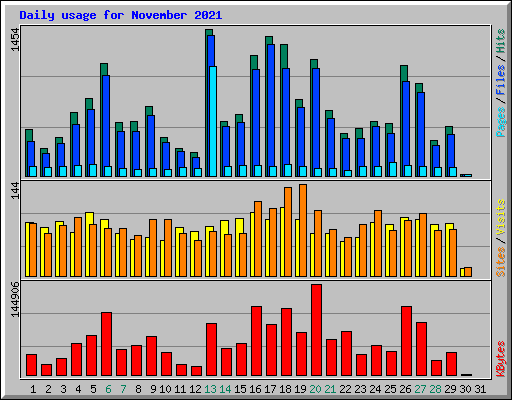 Daily usage for November 2021
1454
Pages / Files / Hits
144
Sites / Visits
144906
KBytes
1 2 3 4 5 6 7 8 9 10 11 12 13 14 15 16 17 18 19 20 21 22 23 24 25 26 27 28 29 30 31